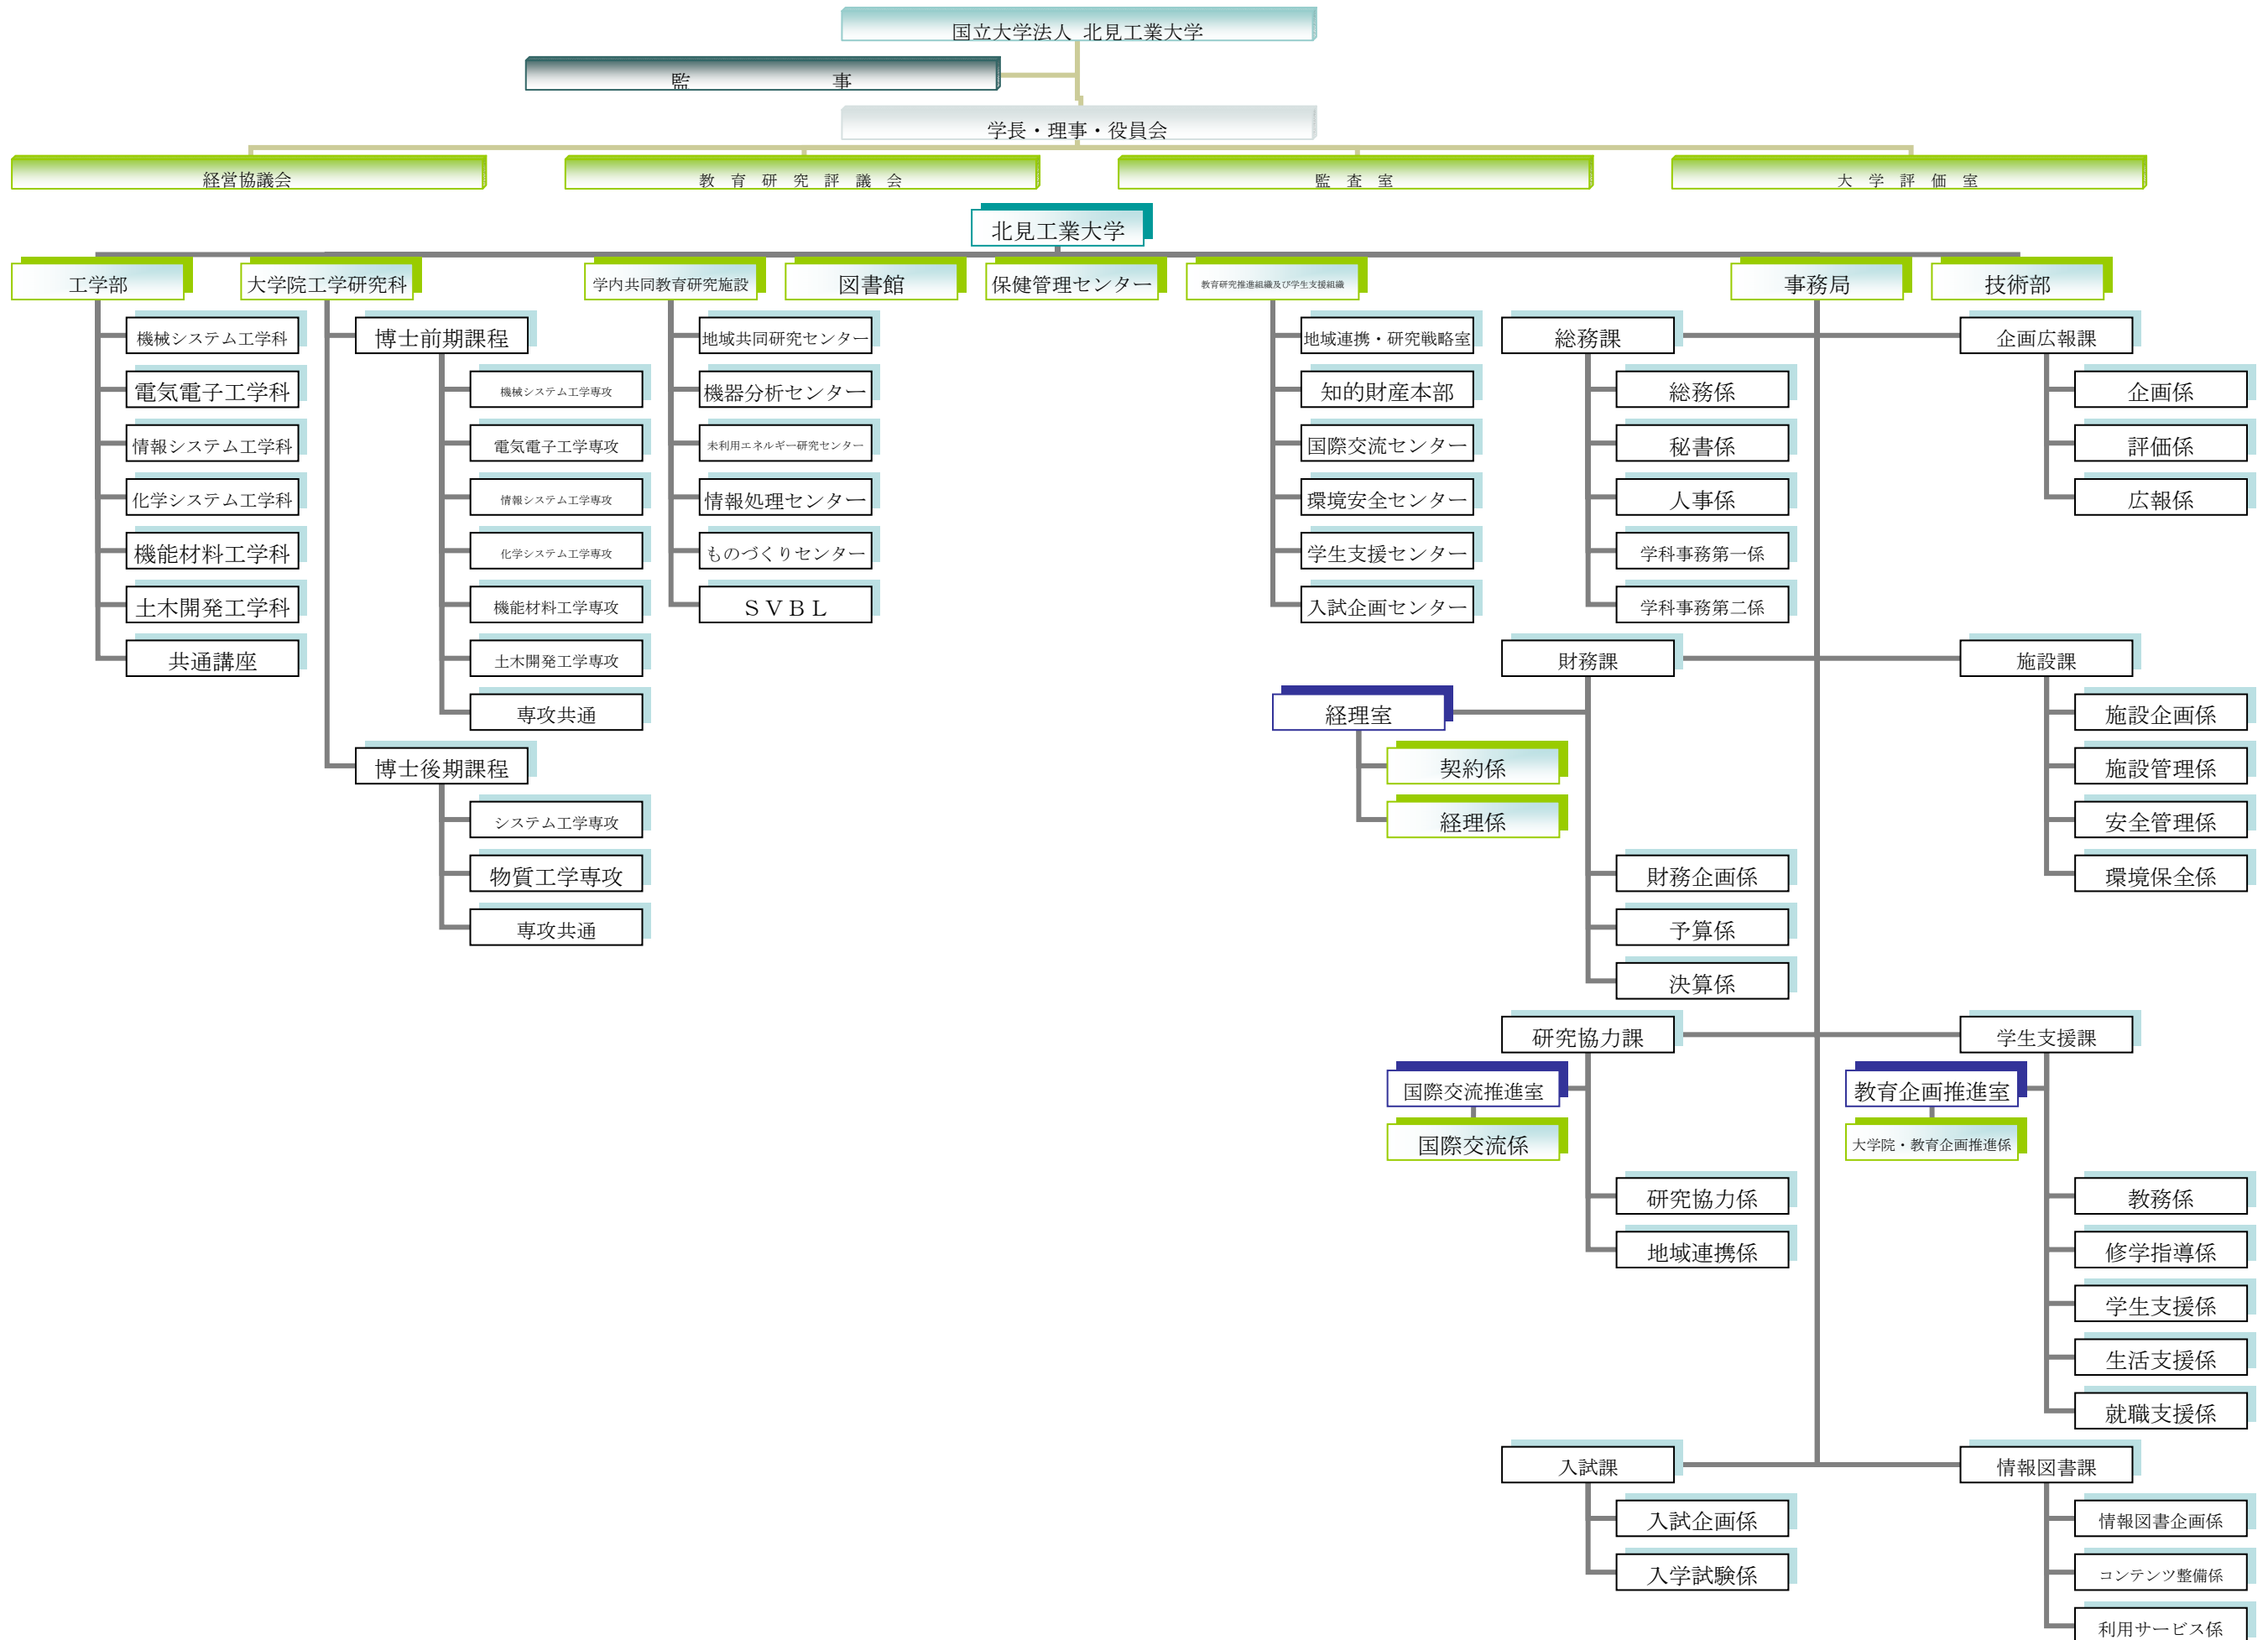 国立大学法人 北見工業大学
監　　　　　　事
学長・理事・役員会
経営協議会
教　育　研　究　評　議　会
監　査　室
大　学　評　価　室
北見工業大学
工学部
機械システム工学科
電気電子工学科
情報システム工学科
化学システム工学科
機能材料工学科
土木開発工学科
共通講座
大学院工学研究科
博士前期課程
機械システム工学専攻
電気電子工学専攻
情報システム工学専攻
化学システム工学専攻
機能材料工学専攻
土木開発工学専攻
専攻共通
博士後期課程
システム工学専攻
物質工学専攻
専攻共通
学内共同教育研究施設
地域共同研究センター
機器分析センター
未利用エネルギー研究センター
情報処理センター
ものづくりセンター
ＳＶＢＬ
図書館
保健管理センター
教育研究推進組織及び学生支援組織
地域連携・研究戦略室
知的財産本部
国際交流センター
環境安全センター
学生支援センター
入試企画センター
事務局
総務課
総務係
秘書係
人事係
学科事務第一係
学科事務第二係
企画広報課
企画係
評価係
広報係
財務課
経理室
契約係
経理係
財務企画係
予算係
決算係
施設課
施設企画係
施設管理係
安全管理係
環境保全係
研究協力課
国際交流推進室
国際交流係
研究協力係
地域連携係
学生支援課
教育企画推進室
大学院・教育企画推進係
教務係
修学指導係
学生支援係
生活支援係
就職支援係
入試課
入試企画係
入学試験係
情報図書課
情報図書企画係
コンテンツ整備係
利用サービス係
技術部